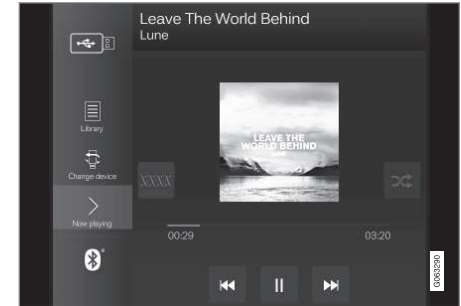 Leave The World Behind
Lune
Library
Change device
Now playing
LEAVE THE
WORLD BEHIND
LUNE
XXXX
00:29
03:20
G063290